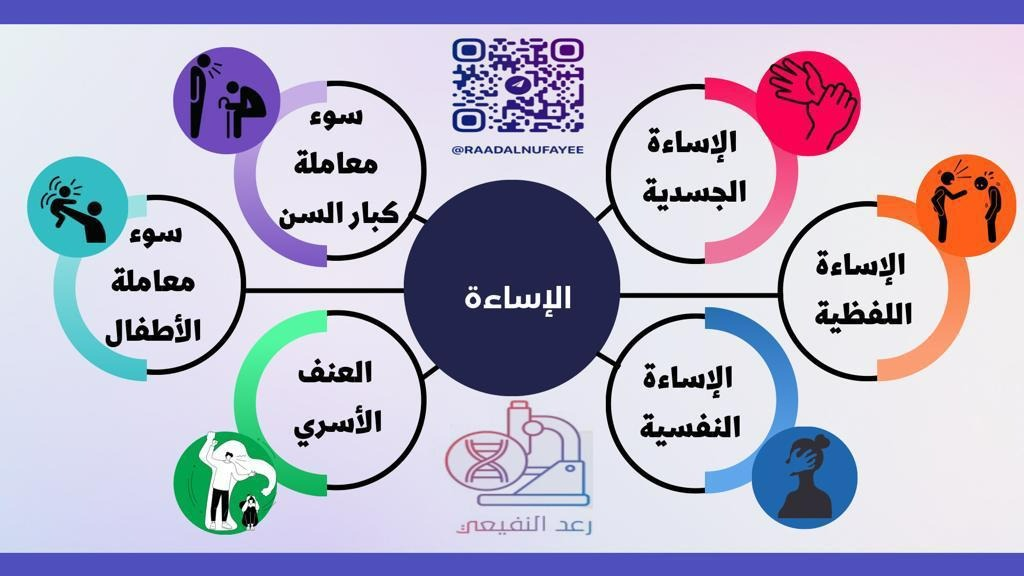 @RAADALNUFAYEE
الإساءة
الإساءة
الجسدية
الإساءة
اللفظية
الإساءة
النفسية
سوء
معاملة
كبار السن
سوء
معاملة
الأطفال
العنف
الأسري
رعد النفيعي